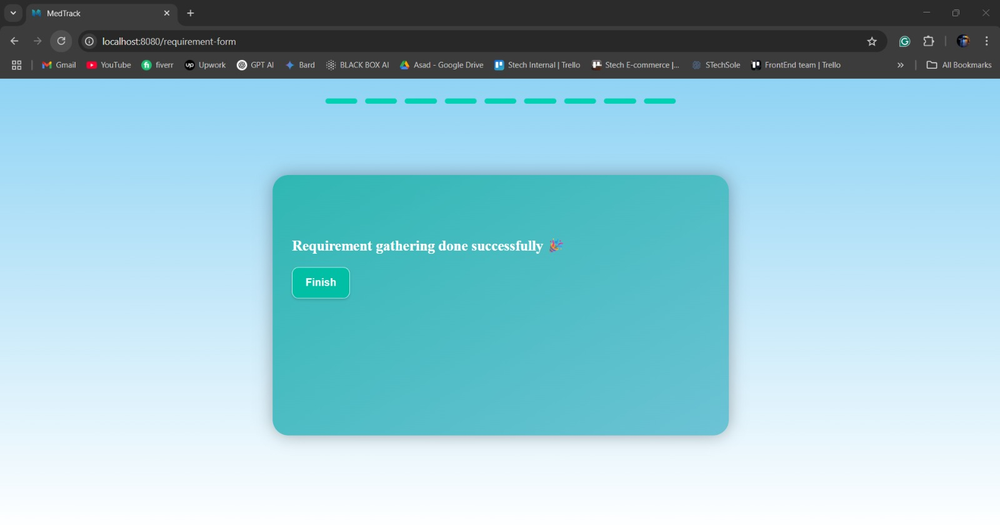 MedTrack
localhost:8080/requirement-form
Gmail
YouTube
fiverr
up Upwork
GPT AI
Bard
BLACK BOX AI
Asad - Google Drive
Stech Internal | Trello
Stech E-commerce |...
STechSole
FrontEnd team | Trello
All Bookmarks
Requirement gathering done successfully 🎉
Finish